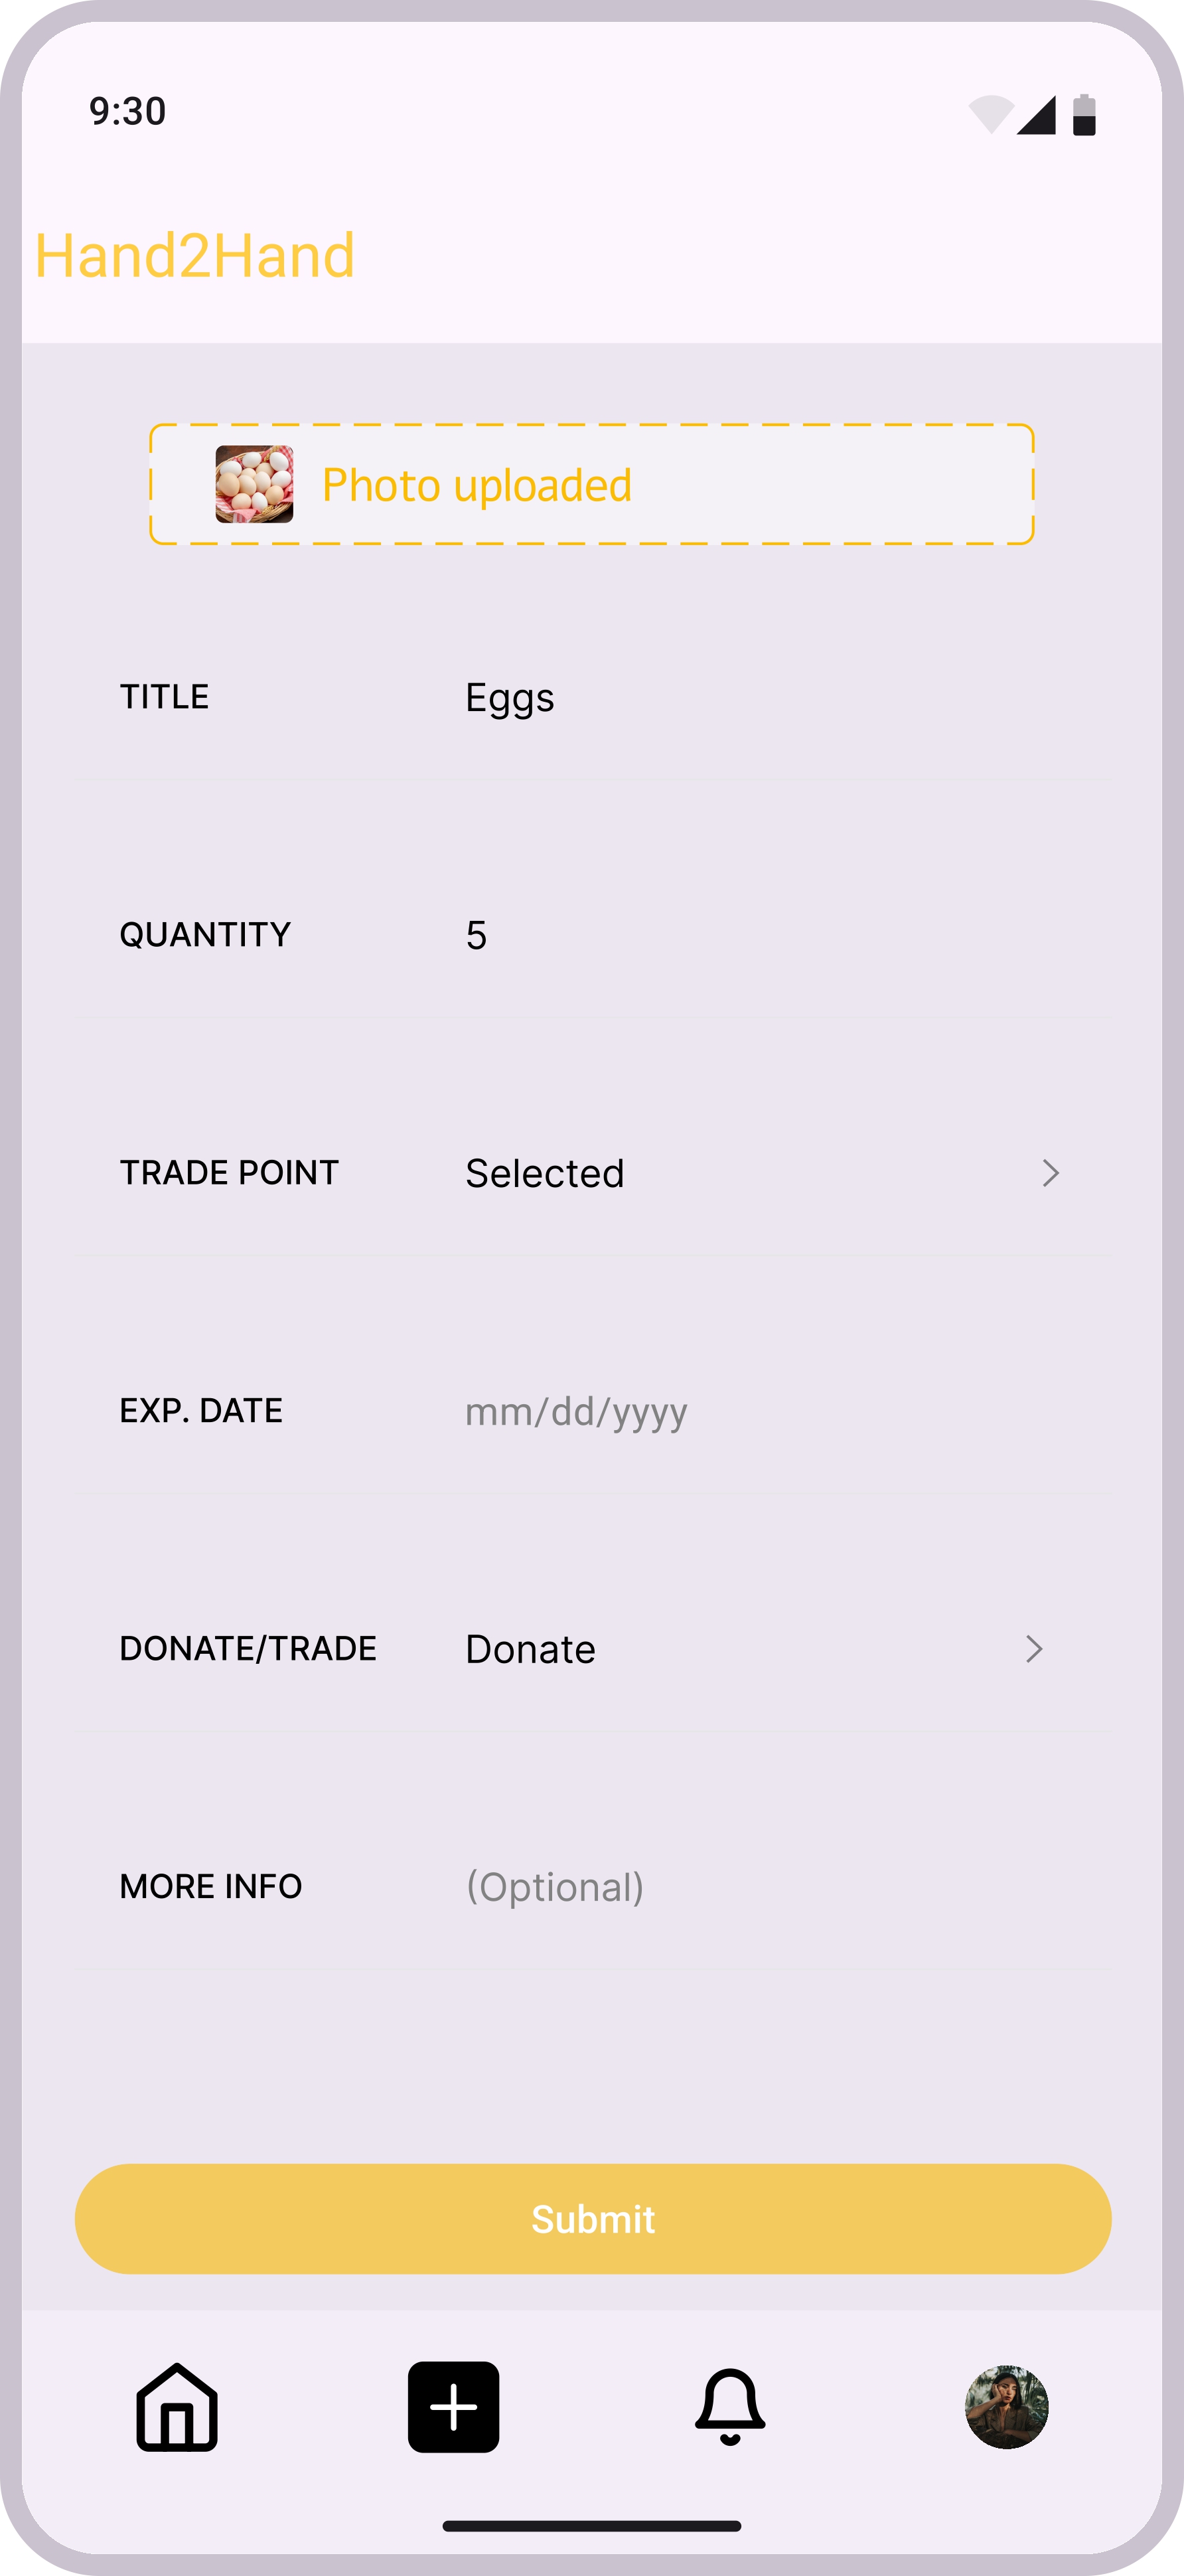 9:30
Hand2Hand
Photo uploaded
TITLE Eggs
QUANTITY 5
TRADE POINT Selected
EXP. DATE mm/dd/yyyy
DONATE/TRADE Donate
MORE INFO (Optional)
Submit